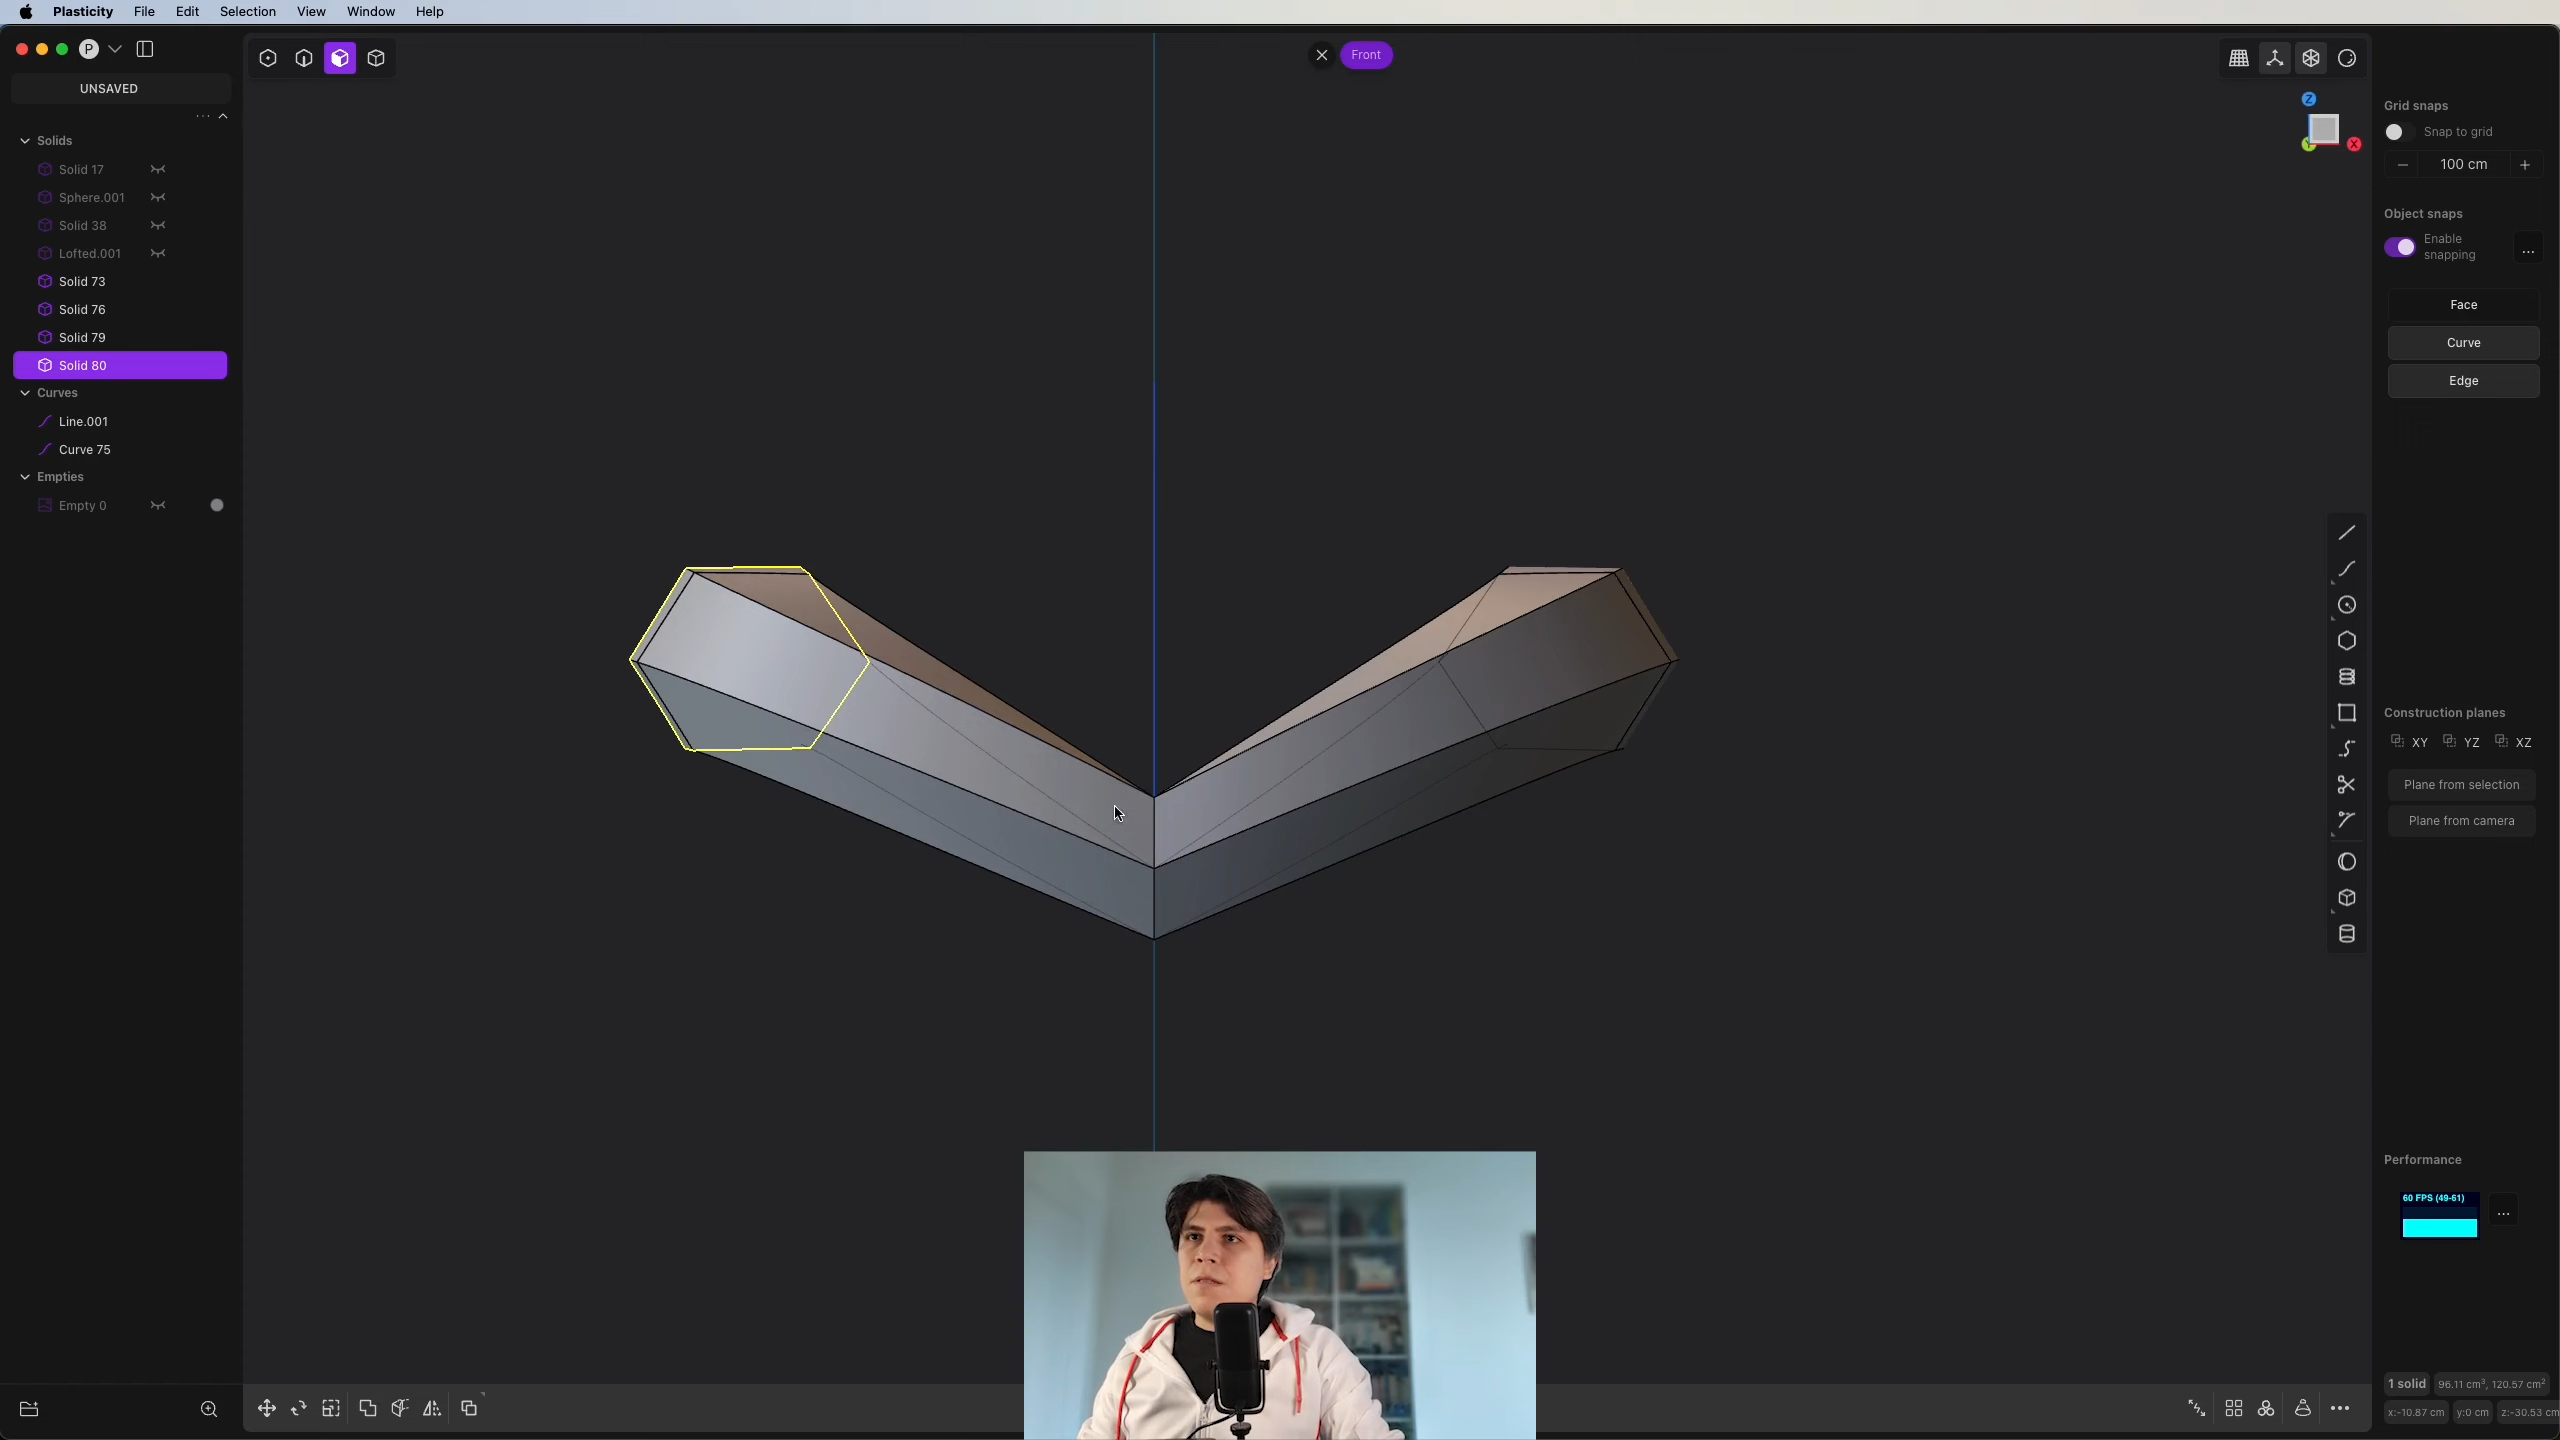 Plasticity File Edit Selection View Window Help
P
UNSAVED
...
Solids
Solid 17
Sphere.001
Solid 38
Lofted.001
Solid 73
Solid 76
Solid 79
Solid 80
Curves
Line.001
Curve 75
Empties
Empty 0
Front
Z
Y
X
Grid snaps
Snap to grid
100 cm
Object snaps
Enable
snapping
...
Face
Curve
Edge
Construction planes
XY YZ XZ
Plane from selection
Plane from camera
Performance
60 FPS (49-61)
...
1 solid 96.11 cm³, 120.57 cm²
x:-10.87 cm y:0 cm z:-30.53 cm